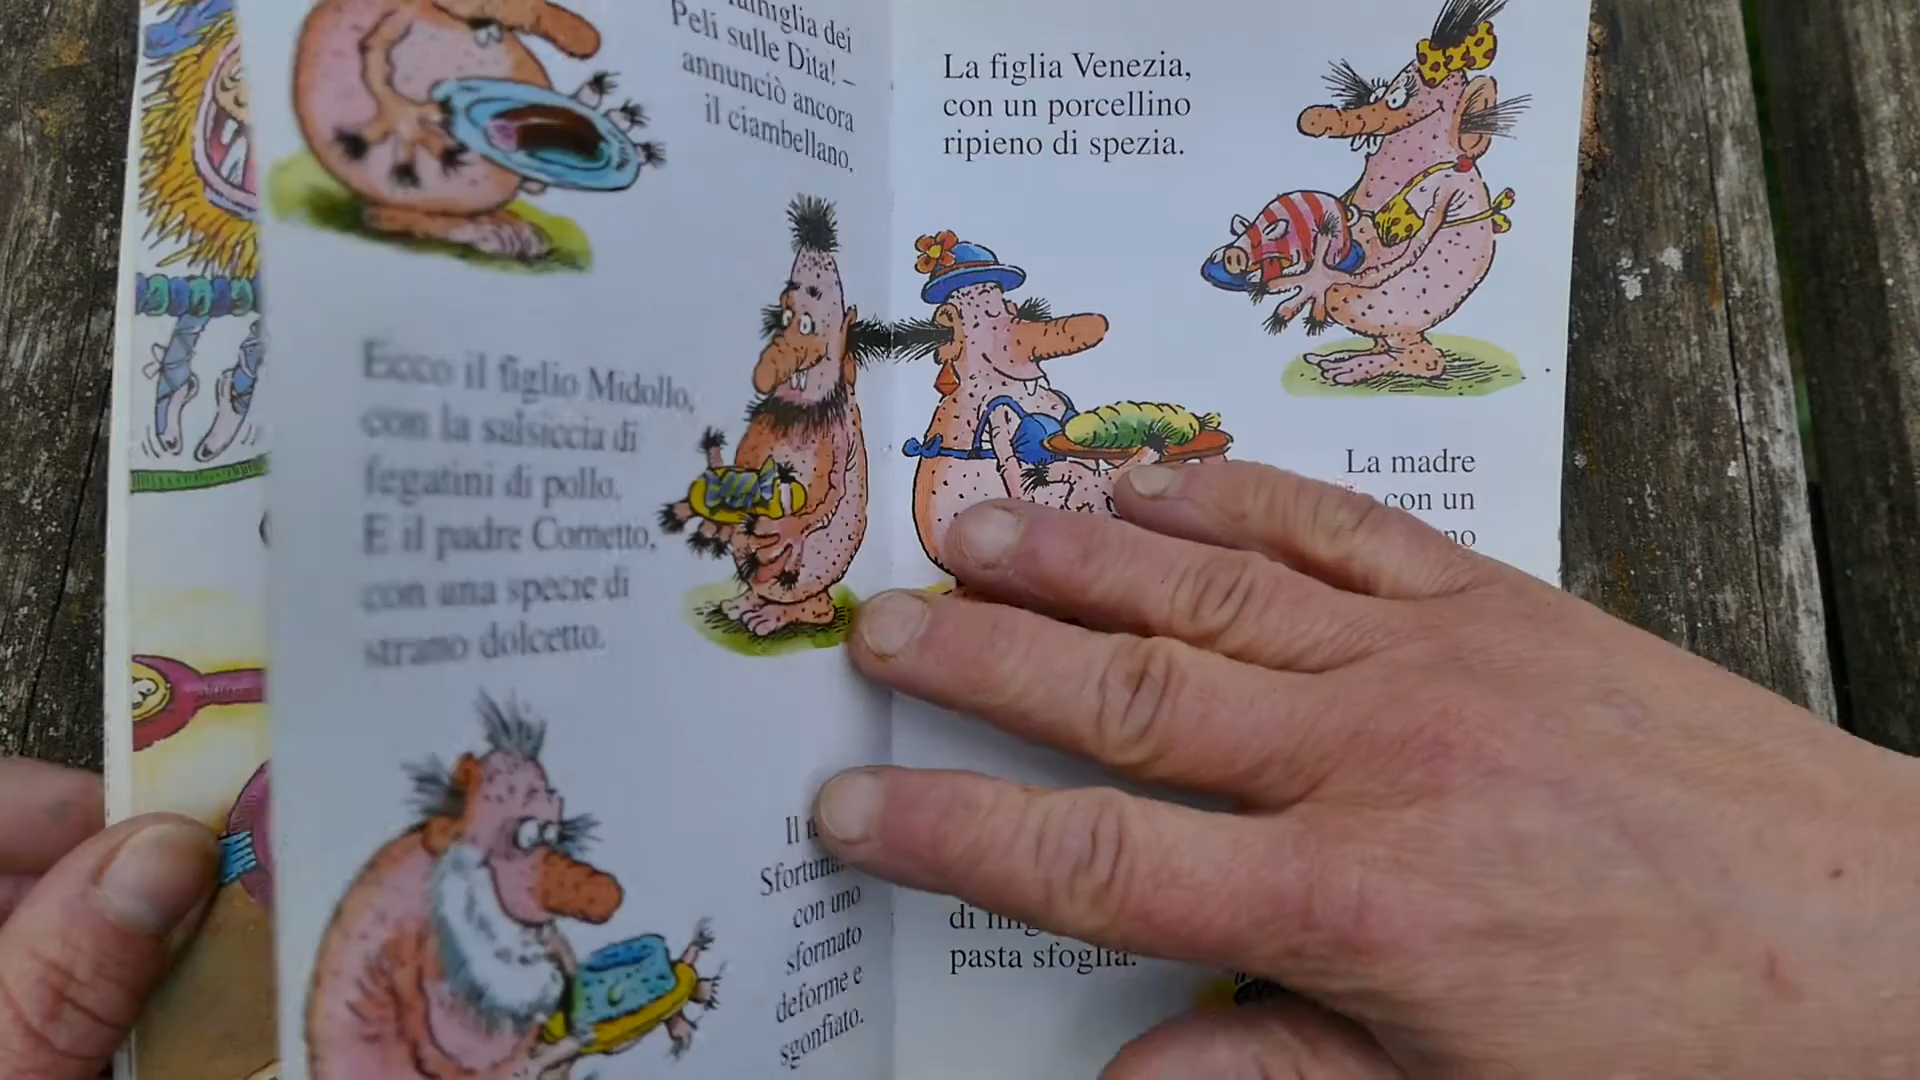 famiglia dei
Peli sulle Dita! –
annunciò ancora
il ciambellano,
Ecco il figlio Midollo,
con la salsiccia di
fegatini di pollo.
E il padre Cornetto,
con una specie di
strano dolcetto.
Il
con uno
sformato
deforme e
sgonfiato.
La figlia Venezia,
con un porcellino
ripieno di spezia.
La madre
con un
di
pasta sfoglia.